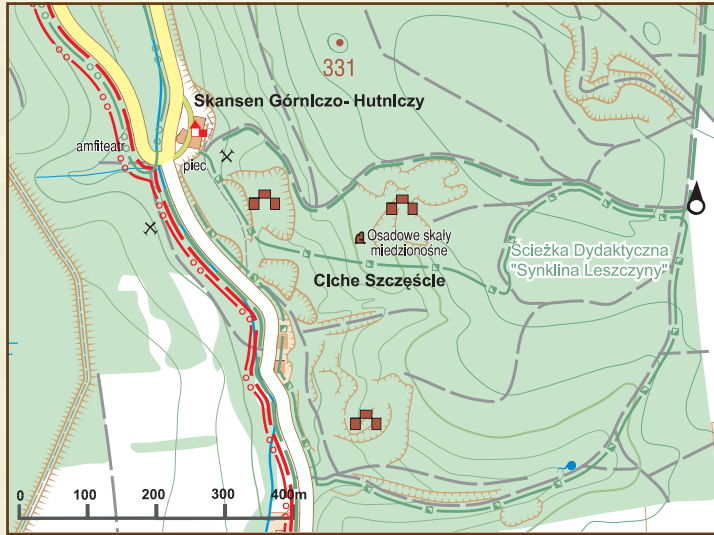 331
Skansen Górniczo- Hutniczy
amfiteatr
piec
Osadowe skały
miedzionośne
Ciche Szczęście
Ścieżka Dydaktyczna
"Synklina Leszczyny"
0 100 200 300 400m